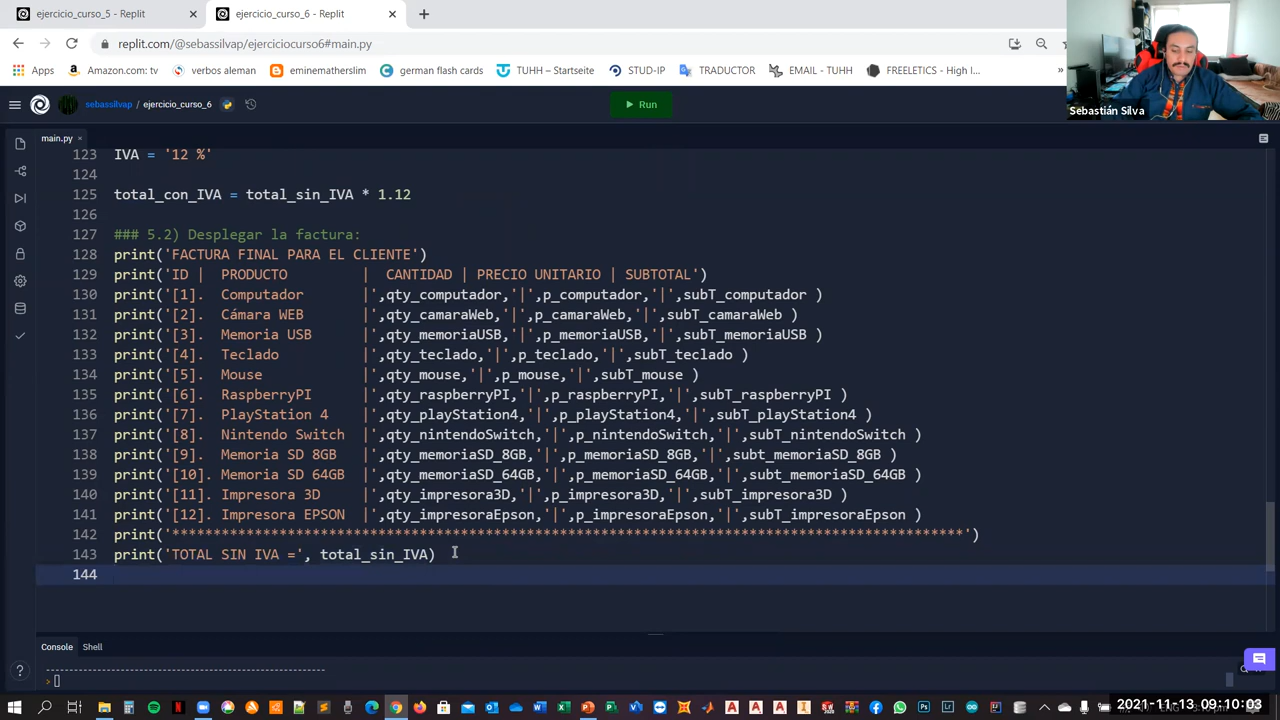 ejercicio_curso_5 - Replit
ejercicio_curso_6 - Replit
replit.com/@sebassilvap/ejerciciocurso6#main.py
Apps
Amazon.com: tv
verbos aleman
eminematherslim
german flash cards
TUHH – Startseite
STUD-IP
TRADUCTOR
EMAIL - TUHH
FREELETICS - High I...
»
Sebastián Silva
sebassilvap / ejercicio_curso_6
Run
main.py
123 IVA = '12 %'
124
125 total_con_IVA = total_sin_IVA * 1.12
126
127 ### 5.2) Desplegar la factura:
128 print('FACTURA FINAL PARA EL CLIENTE')
129 print('ID |  PRODUCTO         |  CANTIDAD | PRECIO UNITARIO | SUBTOTAL')
130 print('[1].  Computador       |',qty_computador,'|',p_computador,'|',subT_computador )
131 print('[2].  Cámara WEB       |',qty_camaraWeb,'|',p_camaraWeb,'|',subT_camaraWeb )
132 print('[3].  Memoria USB      |',qty_memoriaUSB,'|',p_memoriaUSB,'|',subT_memoriaUSB )
133 print('[4].  Teclado          |',qty_teclado,'|',p_teclado,'|',subT_teclado )
134 print('[5].  Mouse            |',qty_mouse,'|',p_mouse,'|',subT_mouse )
135 print('[6].  RaspberryPI      |',qty_raspberryPI,'|',p_raspberryPI,'|',subT_raspberryPI )
136 print('[7].  PlayStation 4    |',qty_playStation4,'|',p_playStation4,'|',subT_playStation4 )
137 print('[8].  Nintendo Switch  |',qty_nintendoSwitch,'|',p_nintendoSwitch,'|',subT_nintendoSwitch )
138 print('[9].  Memoria SD 8GB   |',qty_memoriaSD_8GB,'|',p_memoriaSD_8GB,'|',subt_memoriaSD_8GB )
139 print('[10]. Memoria SD 64GB  |',qty_memoriaSD_64GB,'|',p_memoriaSD_64GB,'|',subt_memoriaSD_64GB )
140 print('[11]. Impresora 3D     |',qty_impresora3D,'|',p_impresora3D,'|',subT_impresora3D )
141 print('[12]. Impresora EPSON  |',qty_impresoraEpson,'|',p_impresoraEpson,'|',subT_impresoraEpson )
142 print('************************************************************************************************')
143 print('TOTAL SIN IVA =', total_sin_IVA)
144
Console
Shell
--------------------------------------------------------
>
2021-11-13 09:10:03